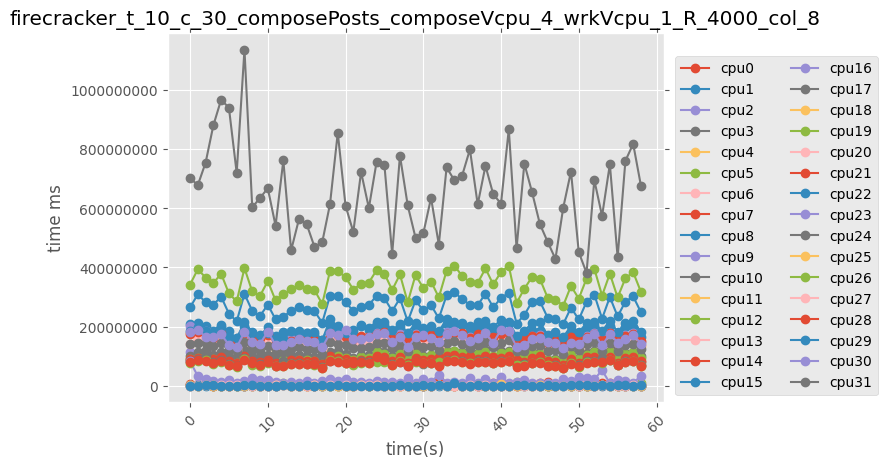 firecracker_t_10_c_30_composePosts_composeVcpu_4_wrkVcpu_1_R_4000_col_8
time ms
1000000000
800000000
600000000
400000000
200000000
0
0
10
20
30
40
50
60
time(s)
cpu0
cpu1
cpu2
cpu3
cpu4
cpu5
cpu6
cpu7
cpu8
cpu9
cpu10
cpu11
cpu12
cpu13
cpu14
cpu15
cpu16
cpu17
cpu18
cpu19
cpu20
cpu21
cpu22
cpu23
cpu24
cpu25
cpu26
cpu27
cpu28
cpu29
cpu30
cpu31